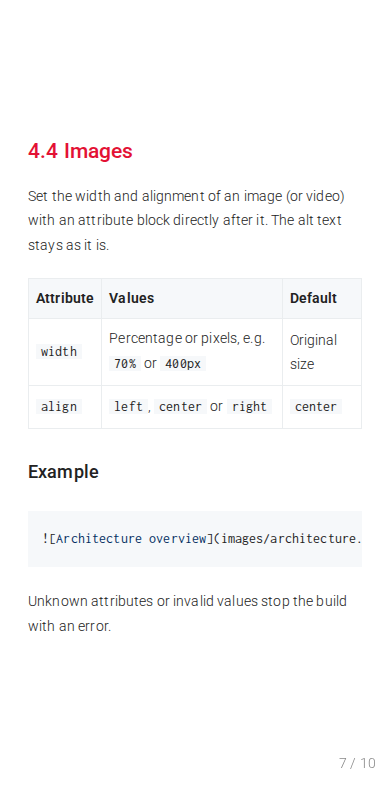 4.4 Images
Set the width and alignment of an image (or video)
with an attribute block directly after it. The alt text
stays as it is.
Attribute Values Default
width Percentage or pixels, e.g. 70% or 400px Original size
align left, center or right center
Example
![Architecture overview](images/architecture.
Unknown attributes or invalid values stop the build
with an error.
7 / 10